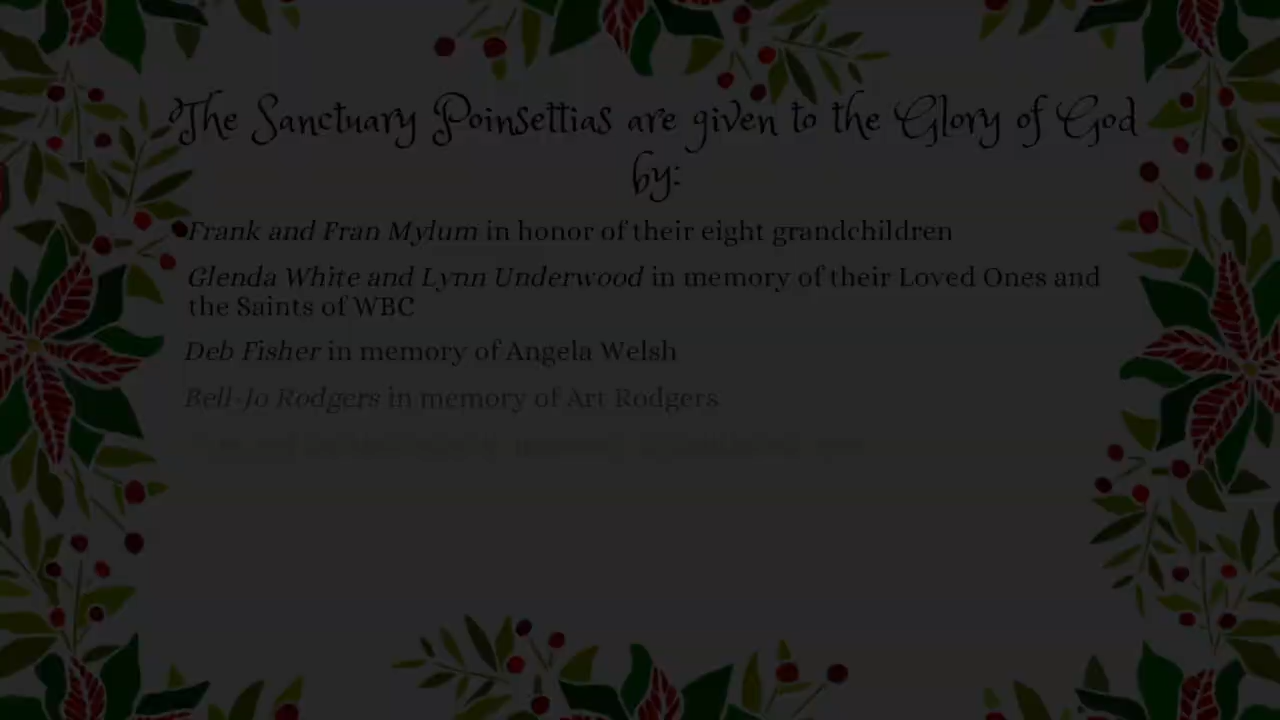 The Sanctuary Poinsettias are given to the Glory of God
by:
Frank and Fran Mylum in honor of their eight grandchildren
Glenda White and Lynn Underwood in memory of their Loved Ones and
the Saints of WBC
Deb Fisher in memory of Angela Welsh
Bell-Jo Rodgers in memory of Art Rodgers